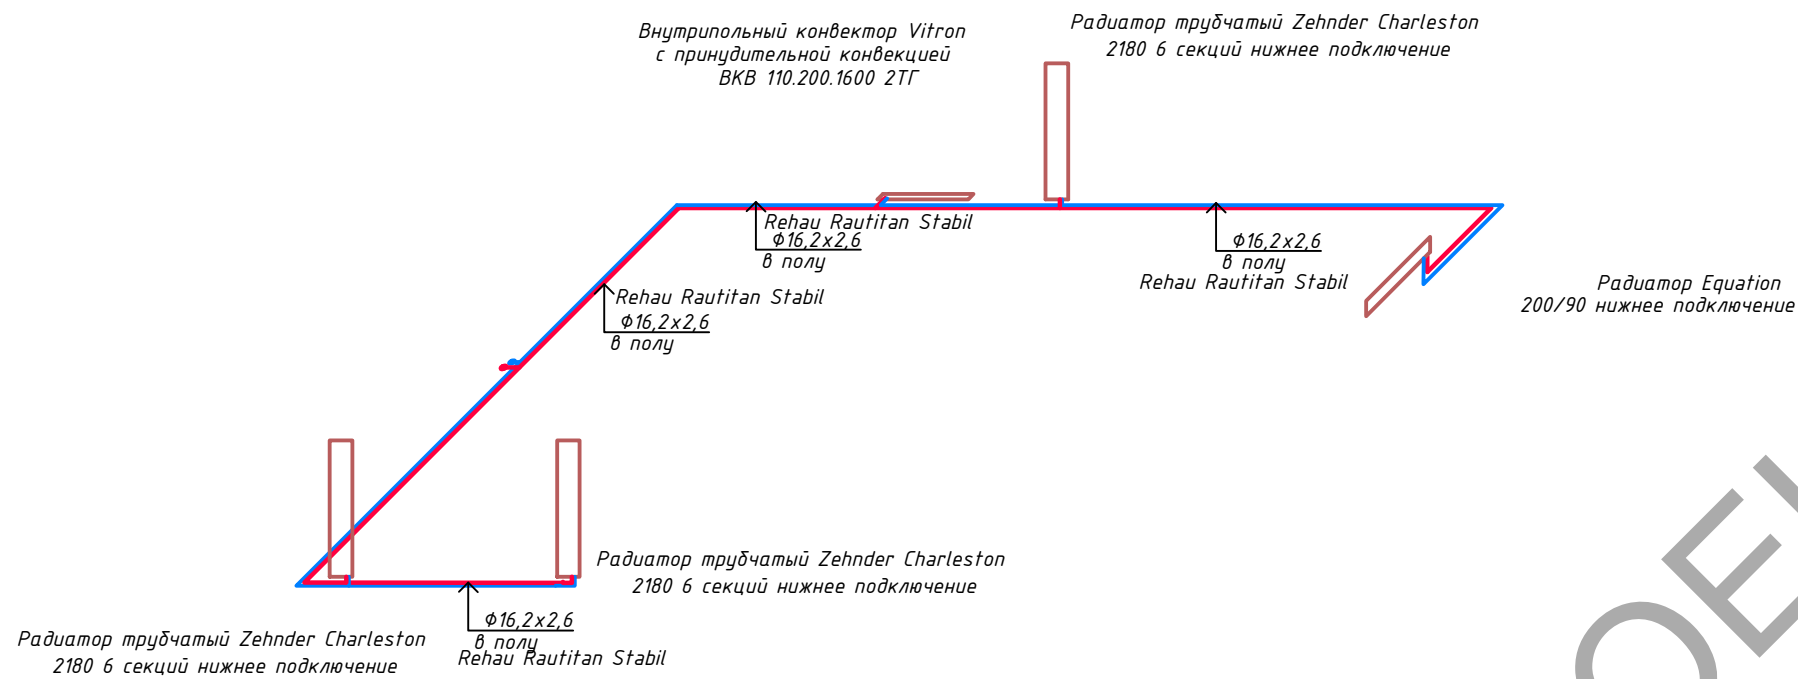 Внутрипольный конвектор Vitron
с принудительной конвекцией
ВКВ 110.200.1600 2ТГ
Радиатор трубчатый Zehnder Charleston
2180 6 секций нижнее подключение
Rehau Rautitan Stabil
Ф16,2х2,6
в полу
Ф16,2х2,6
в полу
Rehau Rautitan Stabil
Радиатор Equation
200/90 нижнее подключение
Rehau Rautitan Stabil
Ф16,2х2,6
в полу
Радиатор трубчатый Zehnder Charleston
2180 6 секций нижнее подключение
Ф16,2х2,6
в полу
Rehau Rautitan Stabil
Радиатор трубчатый Zehnder Charleston
2180 6 секций нижнее подключение